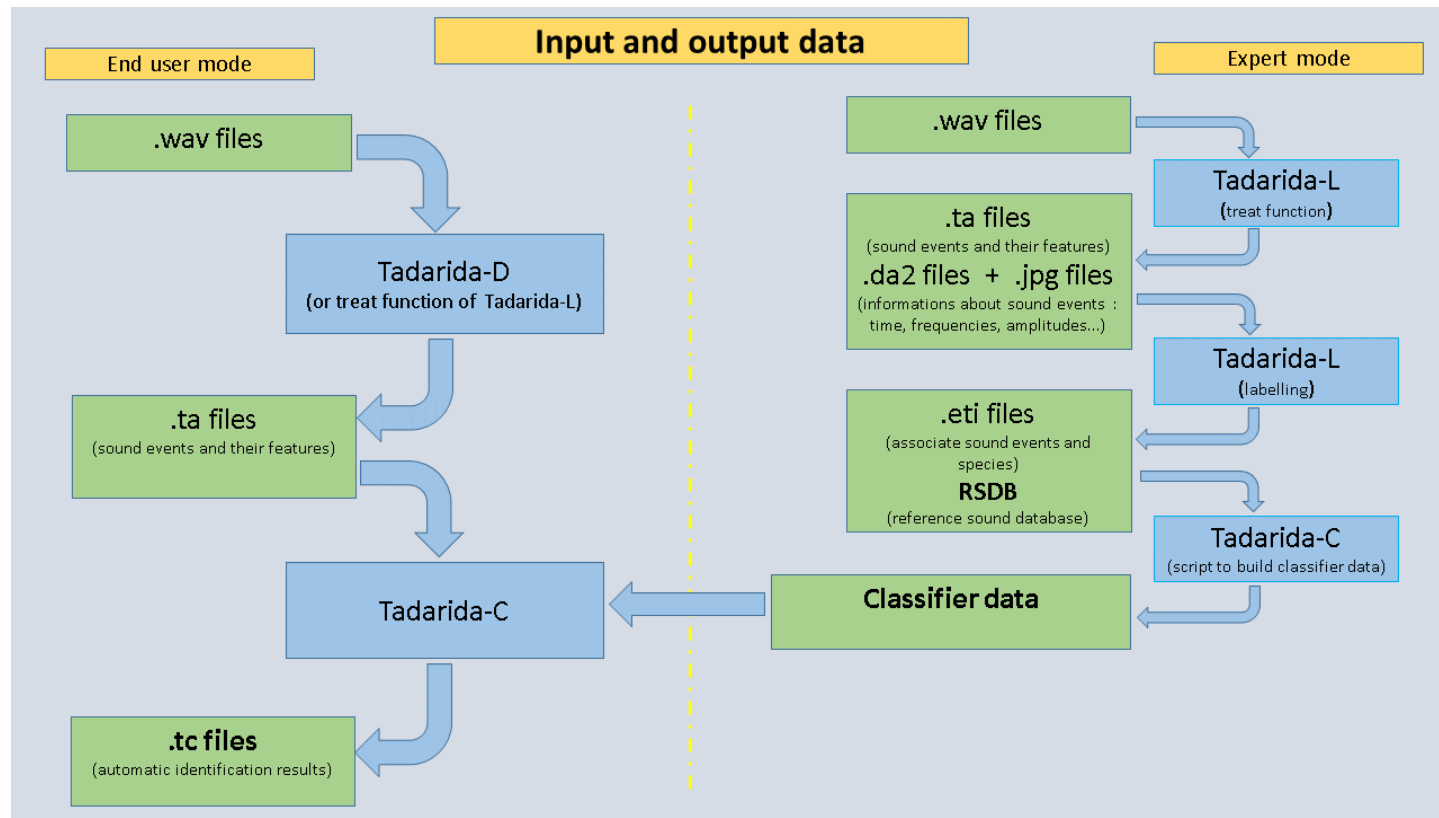 Input and output data
End user mode
Expert mode
.wav files
Tadarida-D
(or treat function of Tadarida-L)
.ta files
(sound events and their features)
Tadarida-C
.tc files
(automatic identification results)
.wav files
Tadarida-L
(treat function)
.ta files
(sound events and their features)
.da2 files + .jpg files
(informations about sound events :
time, frequencies, amplitudes...)
Tadarida-L
(labelling)
.eti files
(associate sound events and
species)
RSDB
(reference sound database)
Tadarida-C
(script to build classifier data)
Classifier data